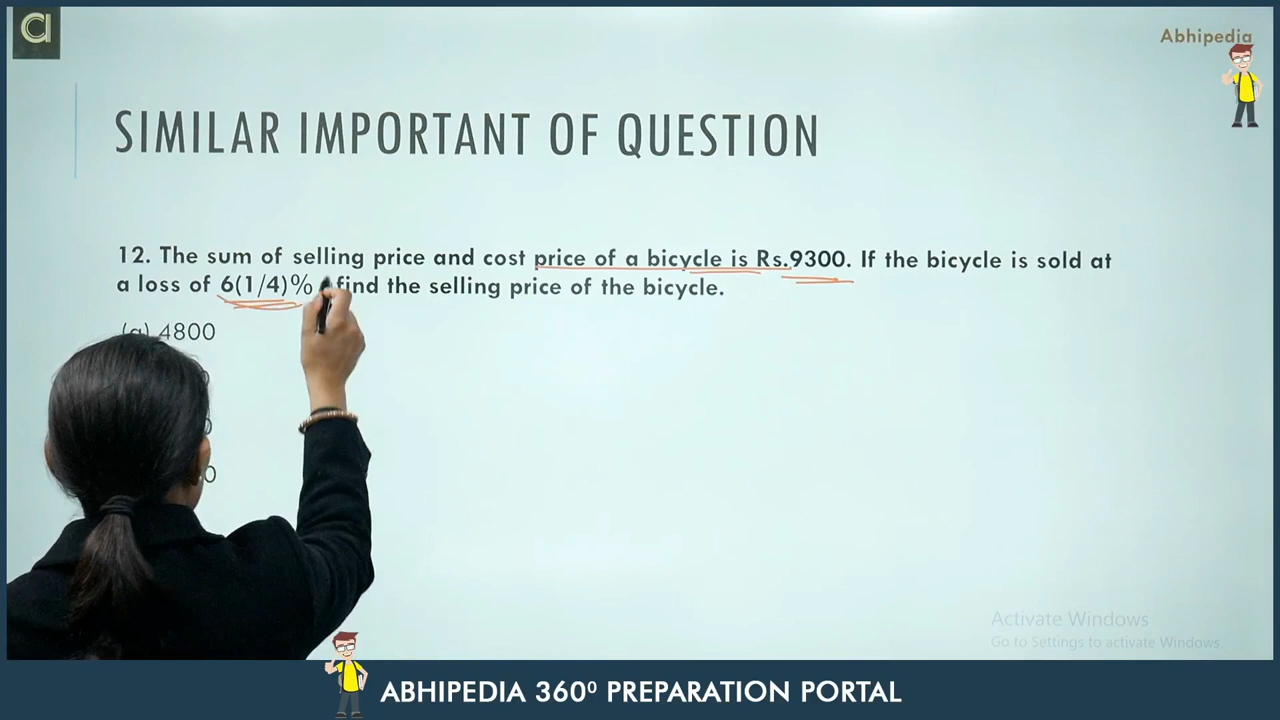 a
Abhipedia
SIMILAR IMPORTANT OF QUESTION
12. The sum of selling price and cost price of a bicycle is Rs.9300. If the bicycle is sold at
a loss of 6(1/4)% find the selling price of the bicycle.
(a) 4800
0
Activate Windows
Go to Settings to activate Windows.
ABHIPEDIA 360⁰ PREPARATION PORTAL